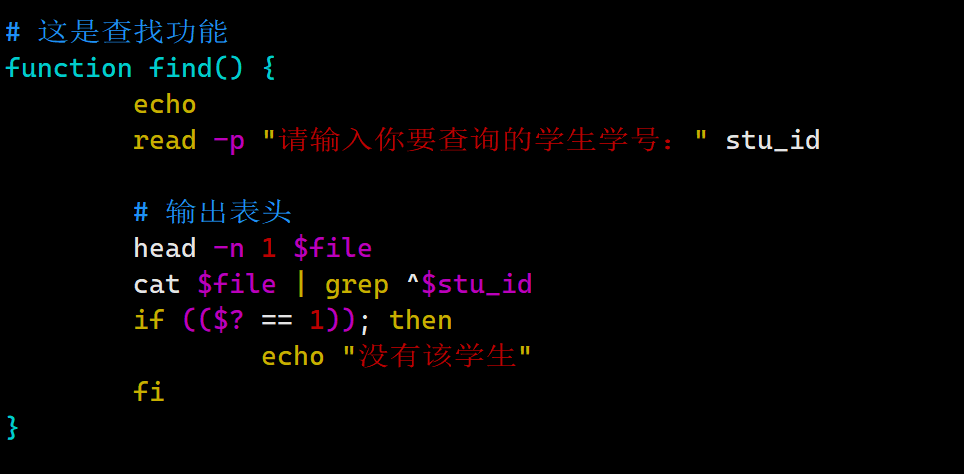 # 这是查找功能
function find() {
        echo
        read -p "请输入你要查询的学生学号：" stu_id

        # 输出表头
        head -n 1 $file
        cat $file | grep ^$stu_id
        if (($? == 1)); then
                echo "没有该学生"
        fi
}